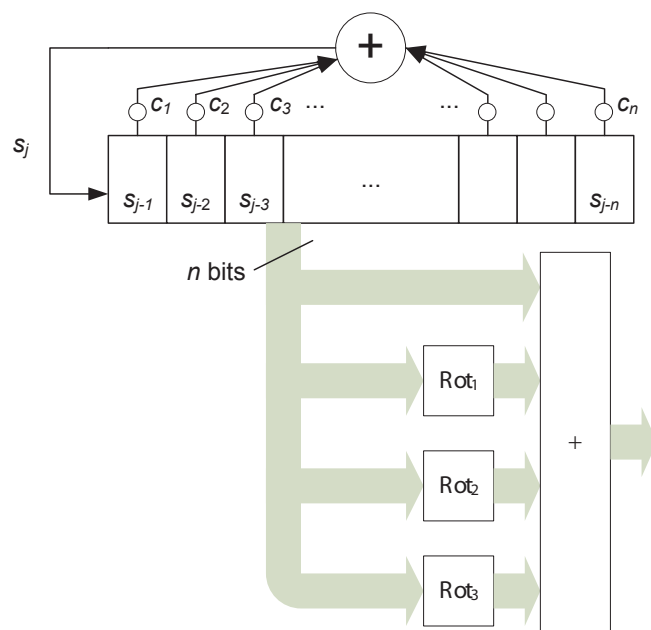 +
c1 c2 c3 ... ... cn
sj
sj-1 sj-2 sj-3 ... sj-n
n bits
Rot1
Rot2
+
Rot3